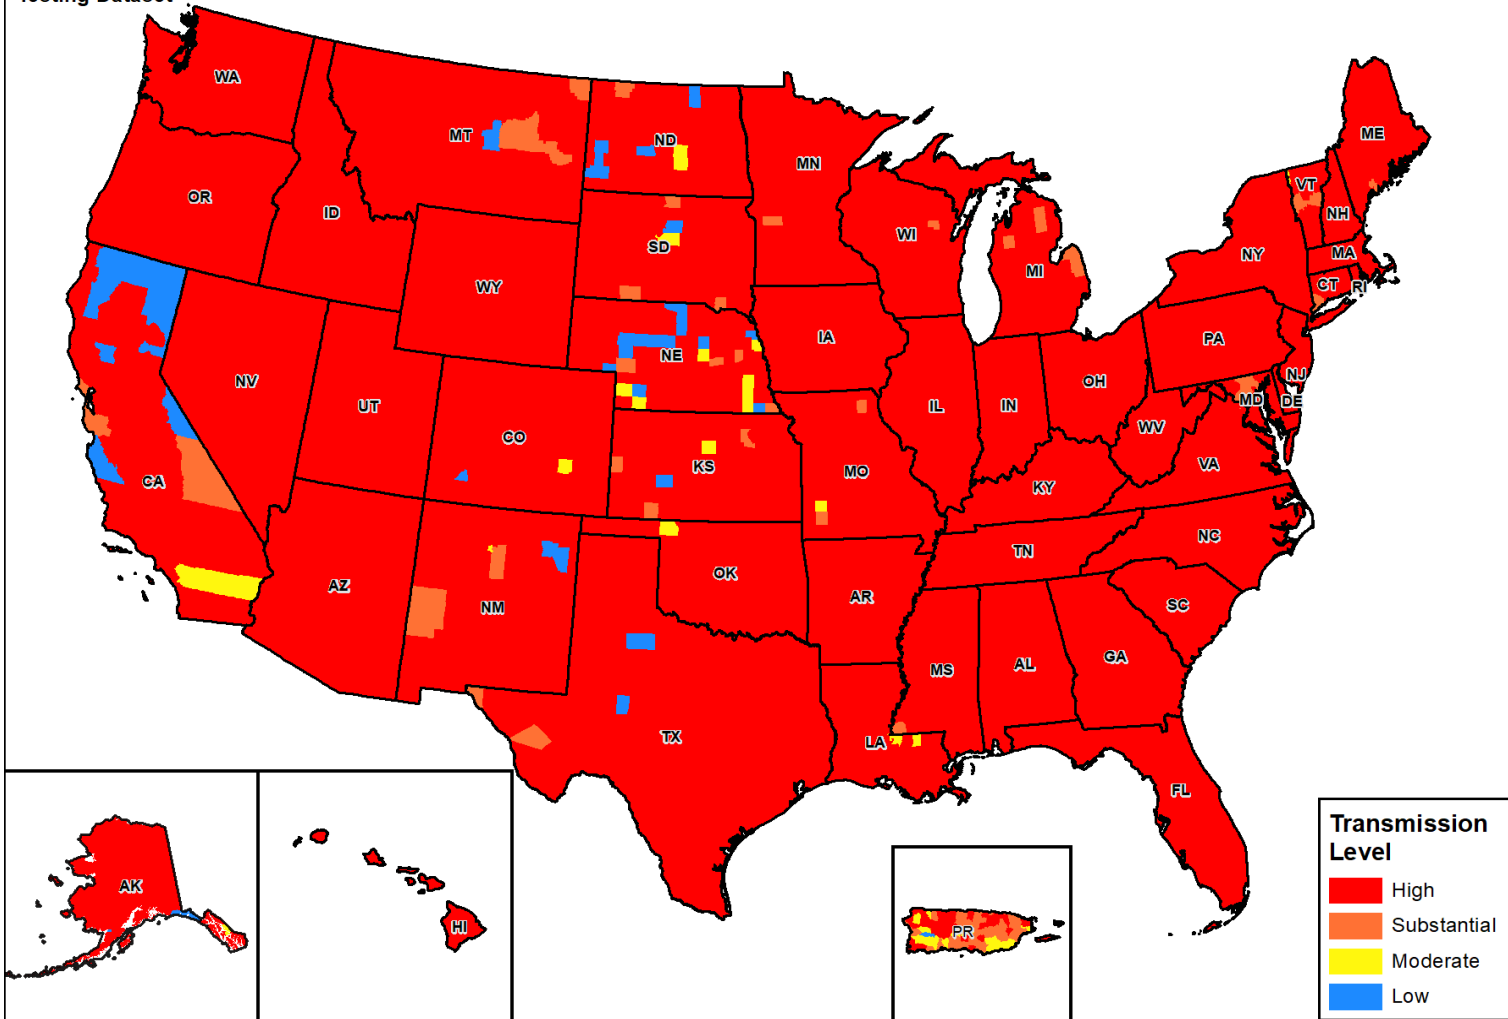 Testing Dataset
WA
MT
ND
MN
ME
OR
ID
WI
VT
NH
SD
MI
NY
MA
WY
CT
RI
IA
PA
NE
NV
UT
IL
IN
OH
NJ
MD
DE
CO
WV
KS
MO
VA
CA
KY
NC
TN
AZ
OK
AR
NM
SC
MS
AL
GA
TX
LA
FL
AK
HI
PR
Transmission
Level
High
Substantial
Moderate
Low